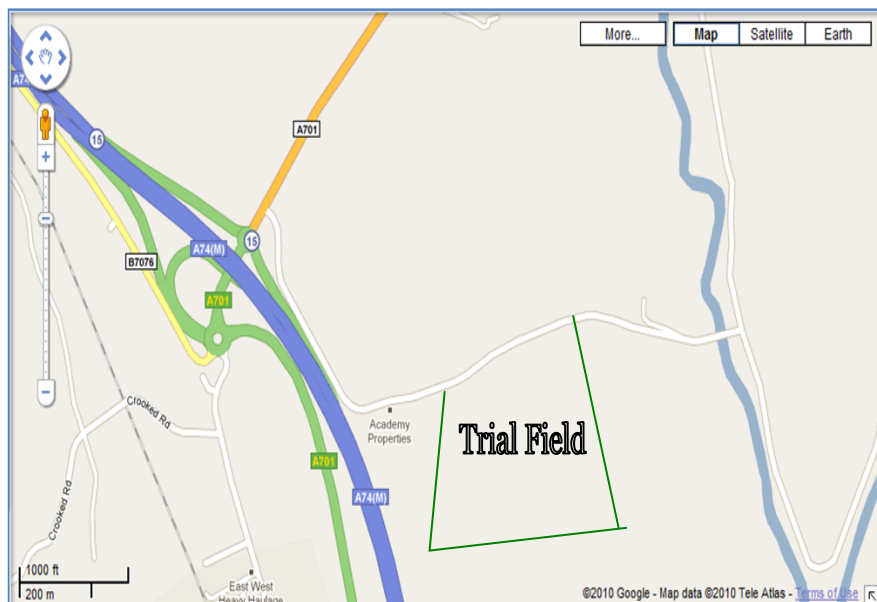 More...
Map
Satellite
Earth
A74
15
A701
15
A74(M)
B7076
A701
Crooked Rd
Academy
Properties
Trial Field
A701
Crooked Rd
A74(M)
1000 ft
200 m
East West
Heavy Haulage
©2010 Google - Map data ©2010 Tele Atlas - Terms of Use